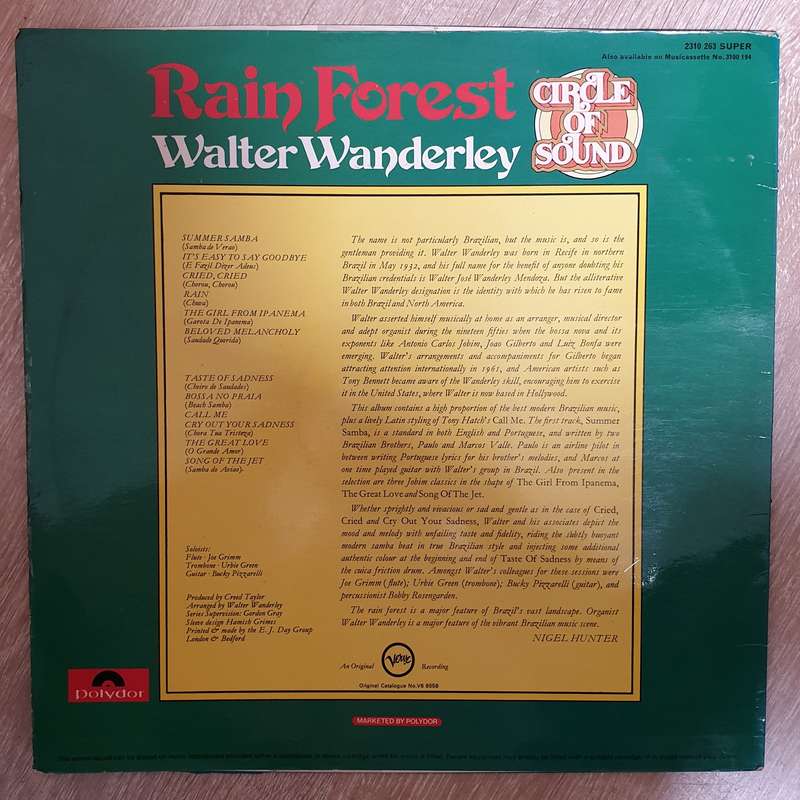 2310 263 SUPER
Also available on Musicassette No. 3100 194
Rain Forest
Walter Wanderley
CIRCLE
OF
SOUND
SUMMER SAMBA
(Samba de Verao)
IT'S EASY TO SAY GOODBYE
(E Fazjl Dizer Adeus)
CRIED, CRIED
(Chorou, Chorou)
RAIN
(Chuva)
THE GIRL FROM IPANEMA
(Garota De Ipanema)
BELOVED MELANCHOLY
(Saudade Querida)
TASTE OF SADNESS
(Cheiro de Saudades)
BOSSA NO PRAIA
(Beach Samba)
CALL ME
CRY OUT YOUR SADNESS
(Chora Tua Tristeza)
THE GREAT LOVE
(O Grande Amor)
SONG OF THE JET
(Samba do Aviao)
Soloists:
Flute · Joe Grimm
Trombone · Urbie Green
Guitar · Bucky Pizzarelli
Produced by Creed Taylor
Arranged by Walter Wanderley
Series Supervision: Gordon Gray
Sleeve design Hamish Grimes
Printed & made by the E. J. Day Group
London & Bedford
The name is not particularly Brazilian, but the music is, and so is the
gentleman providing it. Walter Wanderley was born in Recife in northern
Brazil in May 1932, and his full name for the benefit of anyone doubting his
Brazilian credentials is Walter José Wanderley Mendoza. But the alliterative
Walter Wanderley designation is the identity with which he has risen to fame
in both Brazil and North America.
Walter asserted himself musically at home as an arranger, musical director
and adept organist during the nineteen fifties when the bossa nova and its
exponents like Antonio Carlos Jobim, Joao Gilberto and Luiz Bonfa were
emerging. Walter's arrangements and accompaniments for Gilberto began
attracting attention internationally in 1961, and American artists such as
Tony Bennett became aware of the Wanderley skill, encouraging him to exercise
it in the United States, where Walter is now based in Hollywood.
This album contains a high proportion of the best modern Brazilian music,
plus a lively Latin styling of Tony Hatch's Call Me. The first track, Summer
Samba, is a standard in both English and Portuguese, and written by two
Brazilian Brothers, Paulo and Marcos Valle. Paulo is an airline pilot in
between writing Portuguese lyrics for his brother's melodies, and Marcos at
one time played guitar with Walter's group in Brazil. Also present in the
selection are three Jobim classics in the shape of The Girl From Ipanema,
The Great Love and Song Of The Jet.
Whether sprightly and vivacious or sad and gentle as in the case of Cried,
Cried and Cry Out Your Sadness, Walter and his associates depict the
mood and melody with unfailing taste and fidelity, riding the subtly buoyant
modern samba beat in true Brazilian style and injecting some additional
authentic colour at the beginning and end of Taste Of Sadness by means of
the cuica friction drum. Amongst Walter's colleagues for these sessions were
Joe Grimm (flute); Urbie Green (trombone); Bucky Pizzarelli (guitar), and
percussionist Bobby Rosengarden.
The rain forest is a major feature of Brazil's vast landscape. Organist
Walter Wanderley is a major feature of the vibrant Brazilian music scene.
NIGEL HUNTER
An Original Verve Recording
Original Catalogue No. V6 8658
polydor
MARKETED BY POLYDOR